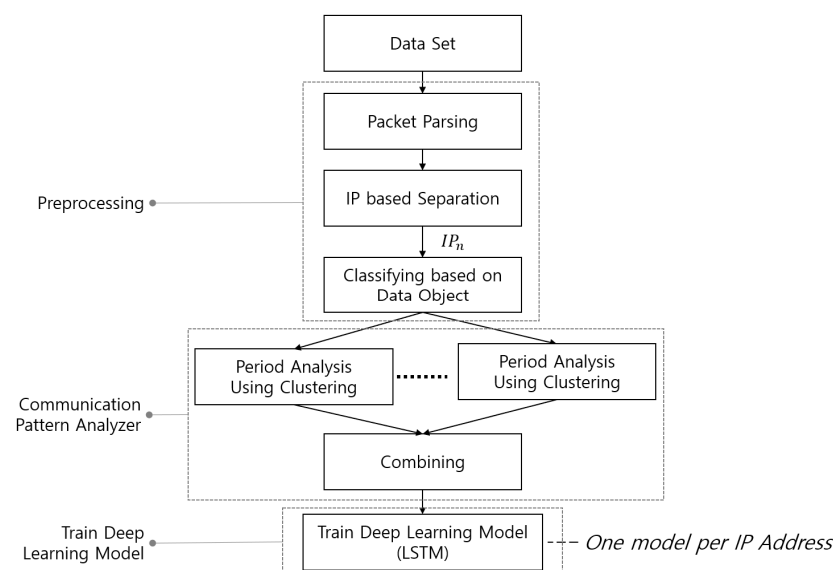 Data Set
Packet Parsing
IP based Separation
Preprocessing
IPn
Classifying based on
Data Object
Period Analysis
Using Clustering
Period Analysis
Using Clustering
Communication
Pattern Analyzer
Combining
Train Deep
Learning Model
Train Deep Learning Model
(LSTM)
One model per IP Address